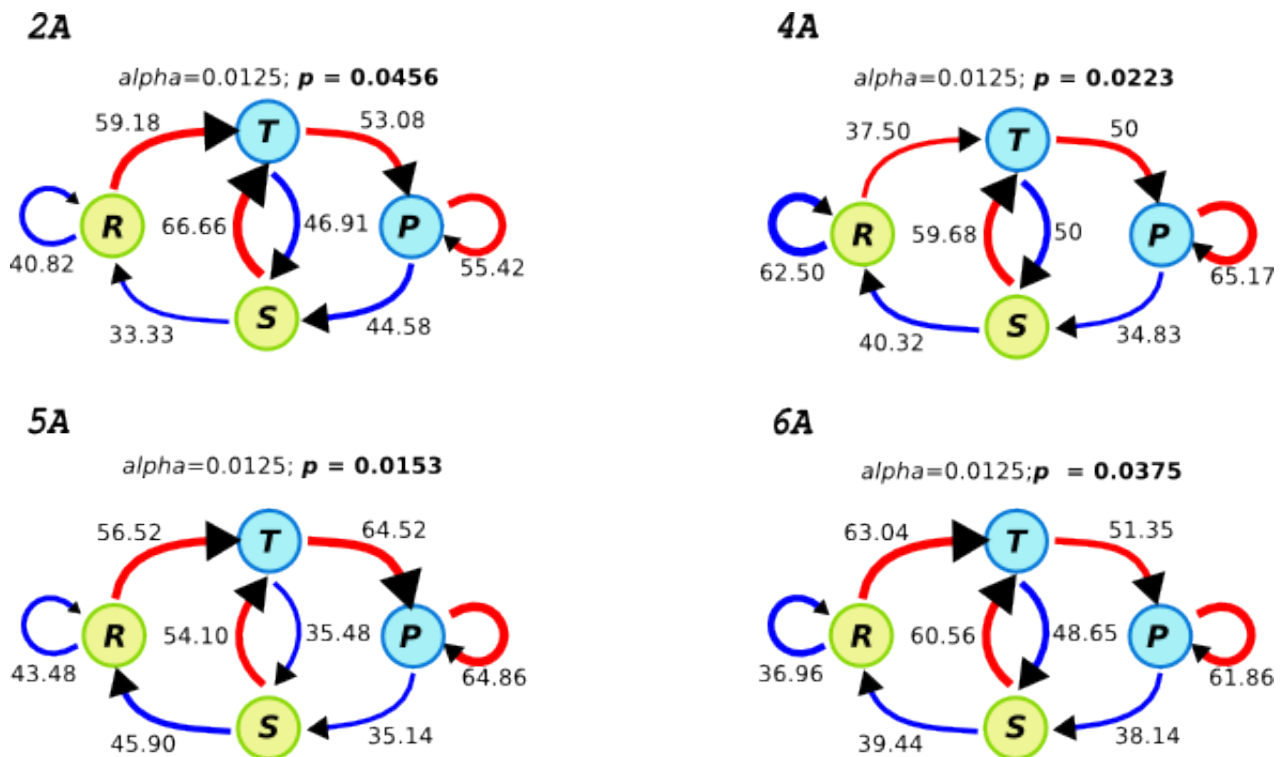 2A
alpha=0.0125; p = 0.0456
59.18
T
53.08
R
66.66
46.91
P
40.82
55.42
S
33.33
44.58
4A
alpha=0.0125; p = 0.0223
37.50
T
50
R
59.68
50
P
62.50
65.17
S
40.32
34.83
5A
alpha=0.0125; p = 0.0153
56.52
T
64.52
R
54.10
35.48
P
43.48
64.86
S
45.90
35.14
6A
alpha=0.0125;p = 0.0375
63.04
T
51.35
R
60.56
48.65
P
36.96
61.86
S
39.44
38.14